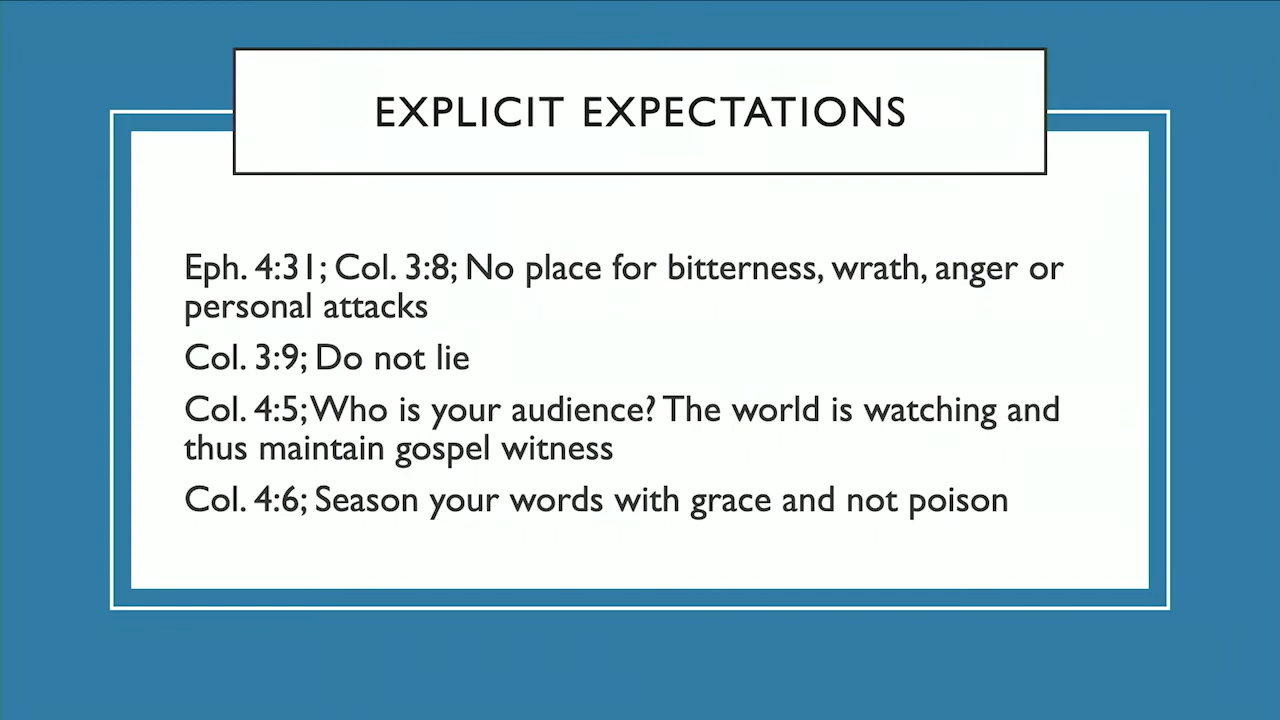 EXPLICIT EXPECTATIONS
Eph. 4:31; Col. 3:8; No place for bitterness, wrath, anger or
personal attacks
Col. 3:9; Do not lie
Col. 4:5; Who is your audience? The world is watching and
thus maintain gospel witness
Col. 4:6; Season your words with grace and not poison